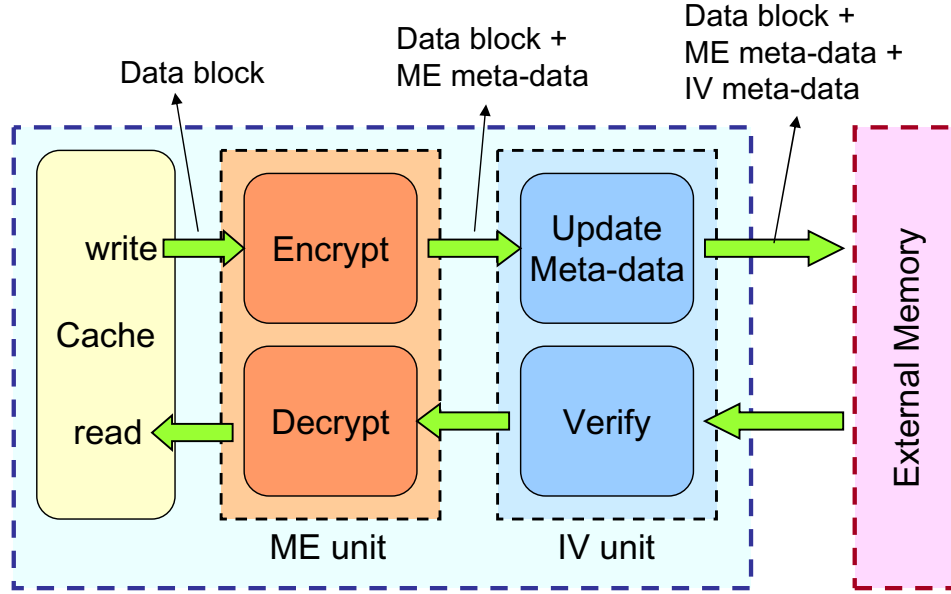 Data block
Data block +
ME meta-data
Data block +
ME meta-data +
IV meta-data
write
Cache
read
Encrypt
Decrypt
ME unit
Update
Meta-data
Verify
IV unit
External Memory